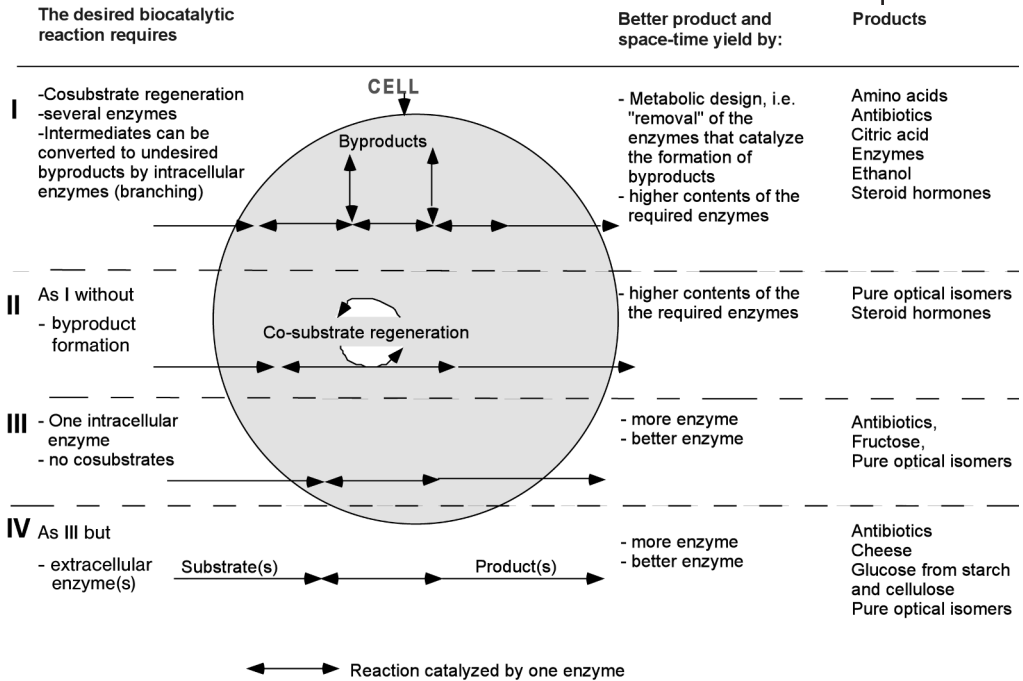 The desired biocatalytic
reaction requires
Better product and
space-time yield by:
Products
I
-Cosubstrate regeneration
-several enzymes
-Intermediates can be
converted to undesired
byproducts by intracellular
enzymes (branching)
CELL
Byproducts
- Metabolic design, i.e.
"removal" of the
enzymes that catalyze
the formation of
byproducts
- higher contents of the
required enzymes
Amino acids
Antibiotics
Citric acid
Enzymes
Ethanol
Steroid hormones
II
As I without
- byproduct
formation
Co-substrate regeneration
- higher contents of the
the required enzymes
Pure optical isomers
Steroid hormones
III
- One intracellular
enzyme
- no cosubstrates
- more enzyme
- better enzyme
Antibiotics,
Fructose,
Pure optical isomers
IV
As III but
- extracellular
enzyme(s)
Substrate(s)
Product(s)
- more enzyme
- better enzyme
Antibiotics
Cheese
Glucose from starch
and cellulose
Pure optical isomers
Reaction catalyzed by one enzyme